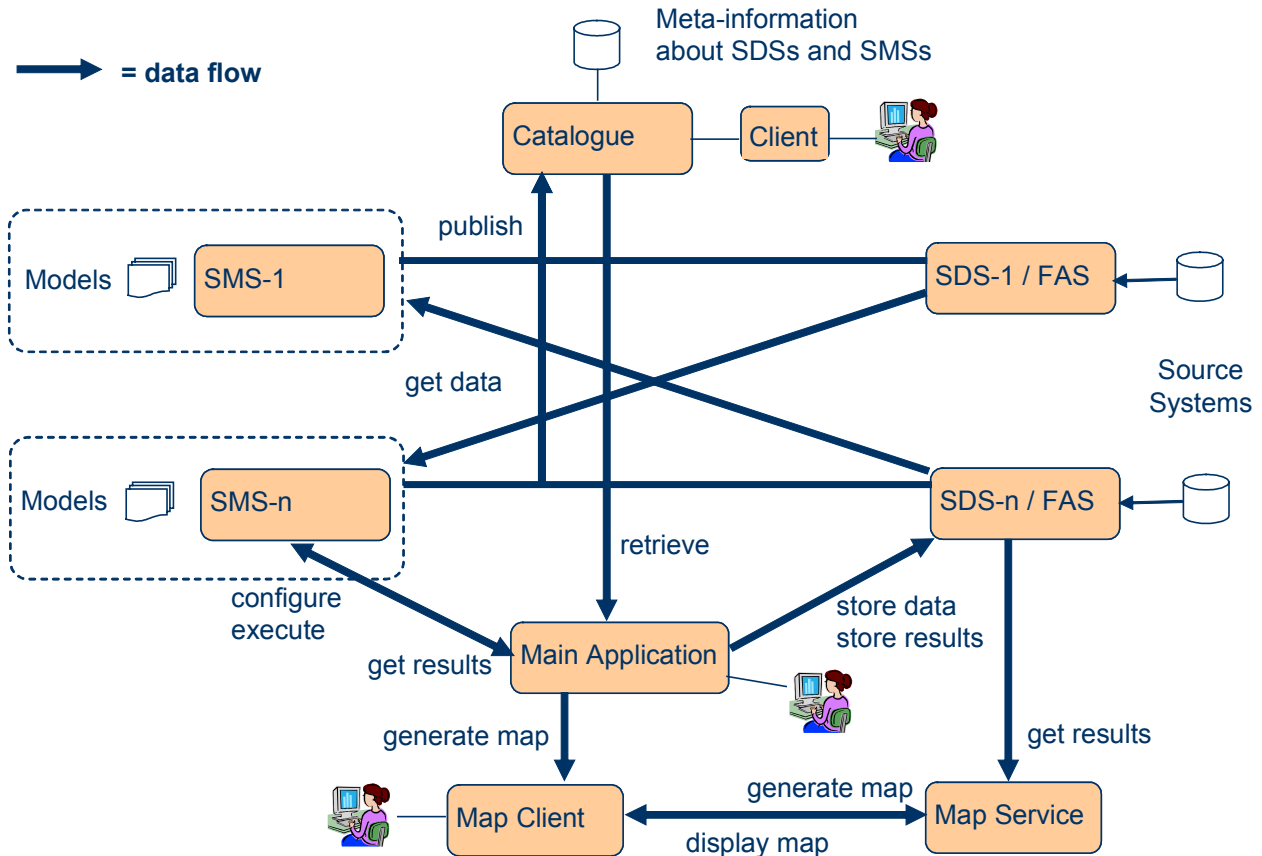 Meta-information
about SDSs and SMSs
= data flow
Catalogue
Client
publish
Models
SMS-1
SDS-1 / FAS
get data
Source
Systems
Models
SMS-n
SDS-n / FAS
retrieve
configure
execute
store data
store results
get results
Main Application
generate map
get results
generate map
Map Client
Map Service
display map